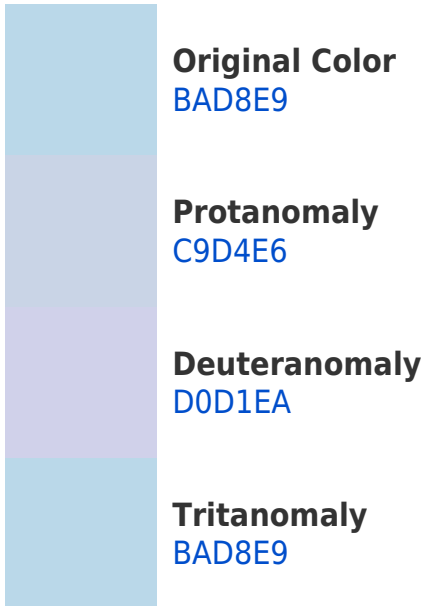 Original Color
BAD8E9
Protanomaly
C9D4E6
Deuteranomaly
D0D1EA
Tritanomaly
BAD8E9